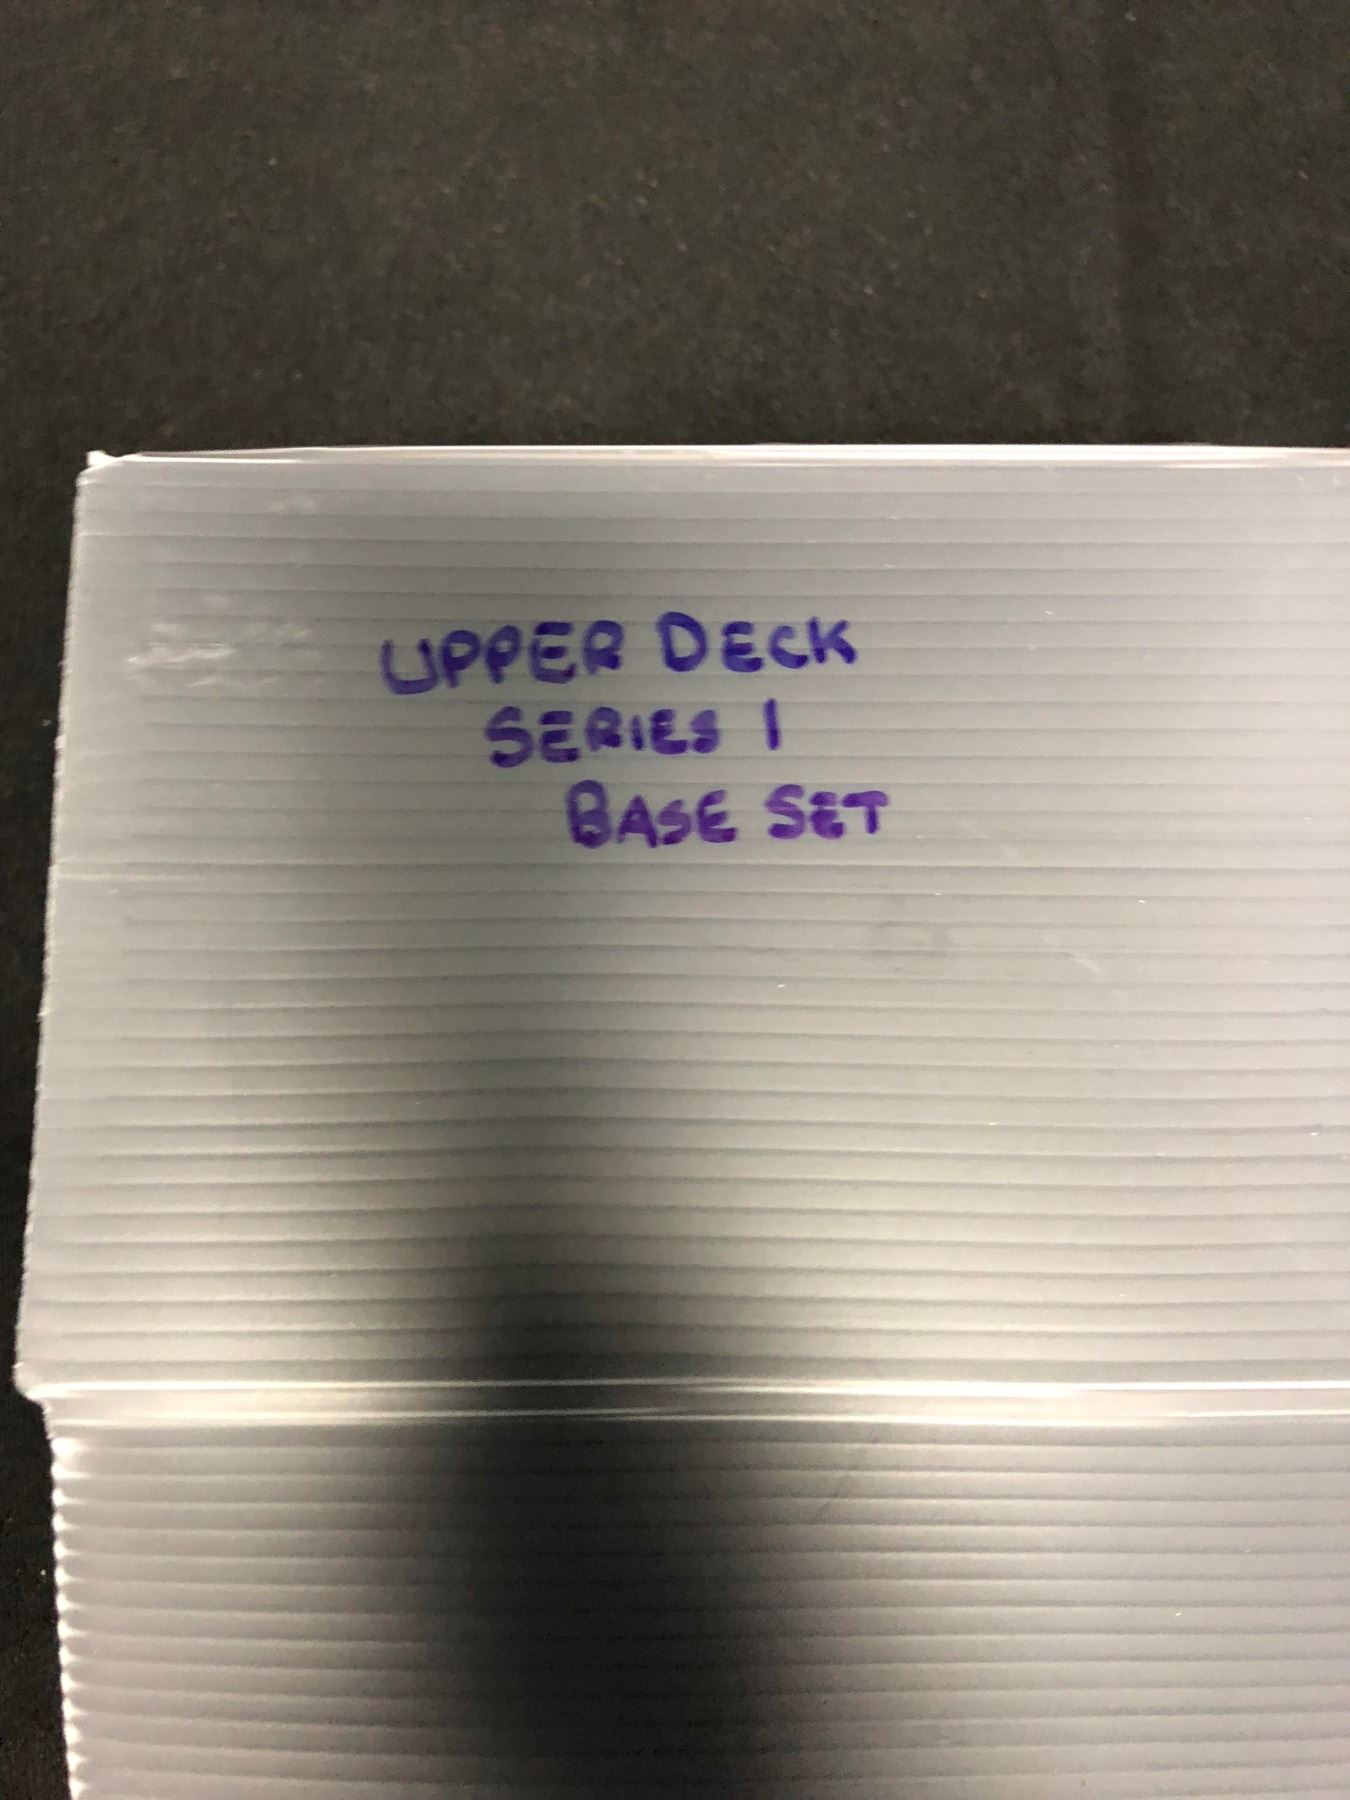 UPPER DECK
SERIES 1
BASE SET